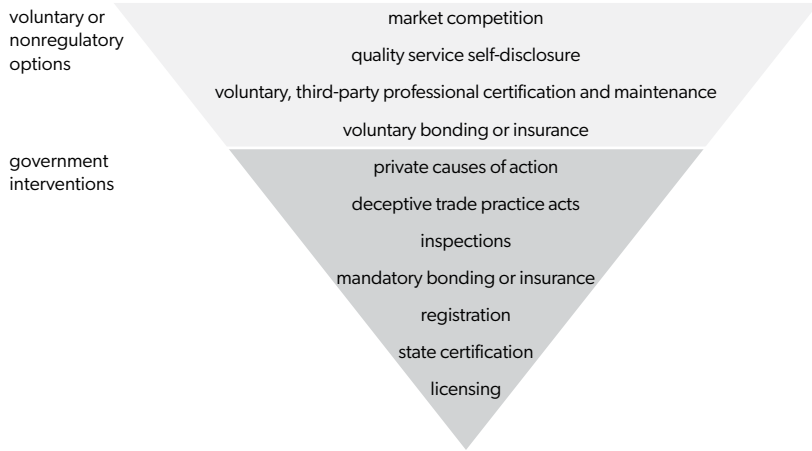 voluntary or
nonregulatory
options
market competition
quality service self-disclosure
voluntary, third-party professional certification and maintenance
voluntary bonding or insurance
government
interventions
private causes of action
deceptive trade practice acts
inspections
mandatory bonding or insurance
registration
state certification
licensing